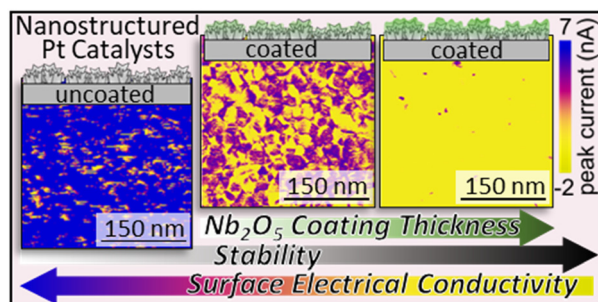 Nanostructured
Pt Catalysts
uncoated
150 nm
coated
150 nm
coated
150 nm
7
peak current (nA)
-2
Nb₂O₅ Coating Thickness
Stability
Surface Electrical Conductivity